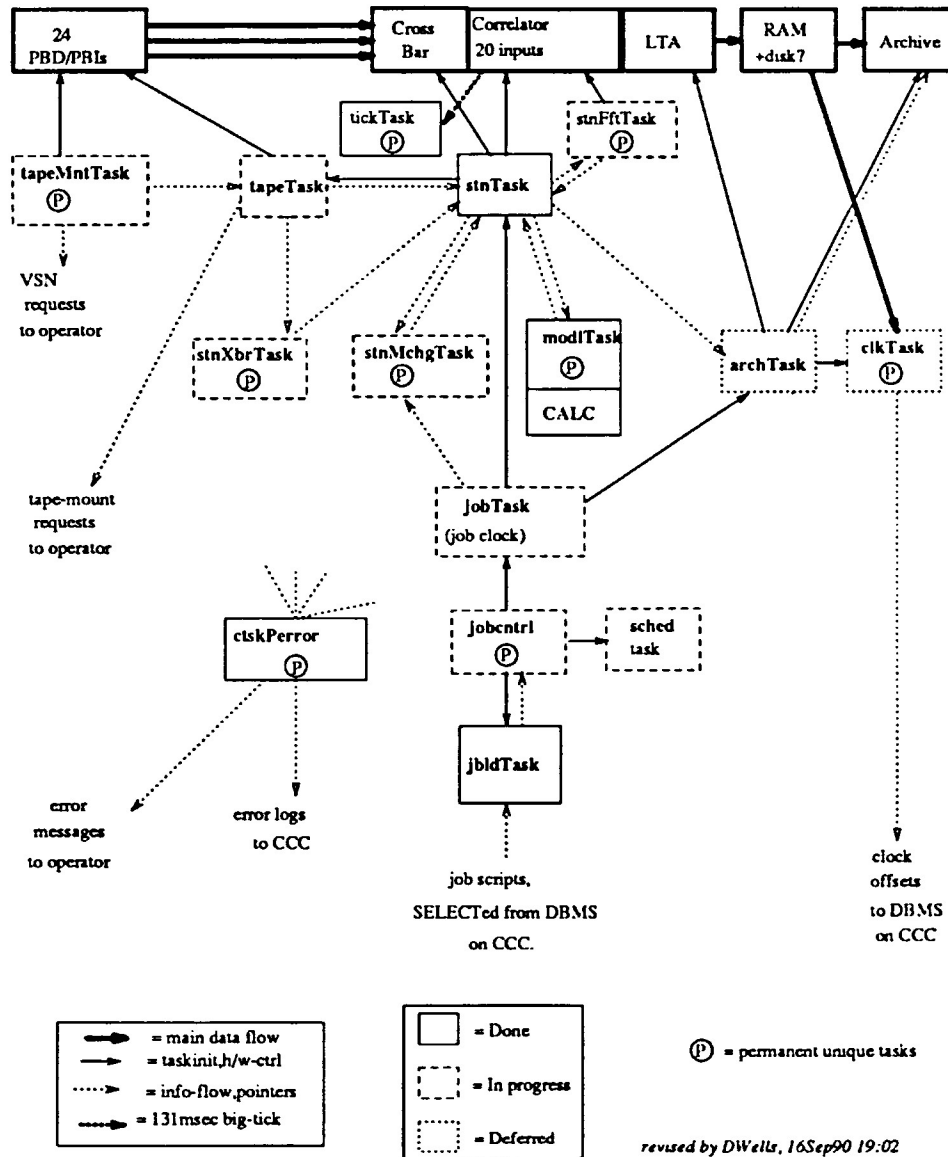 24
PBD/PBIs
Cross
Bar
Correlator
20 inputs
LTA
RAM
+disk?
Archive
tickTask
P
stnFftTask
P
tapeMntTask
P
tapeTask
stnTask
VSN
requests
to operator
stnXbrTask
P
stnMchgTask
P
modlTask
P
CALC
archTask
clkTask
P
tape-mount
requests
to operator
jobTask
(job clock)
ctskPerror
P
jobcntrl
P
sched
task
jbldTask
error
messages
to operator
error logs
to CCC
job scripts,
SELECTed from DBMS
on CCC.
clock
offsets
to DBMS
on CCC
= main data flow
= taskinit,h/w-ctrl
= info-flow,pointers
= 131msec big-tick
= Done
= In progress
= Deferred
P = permanent unique tasks
revised by DWells, 16Sep90 19:02